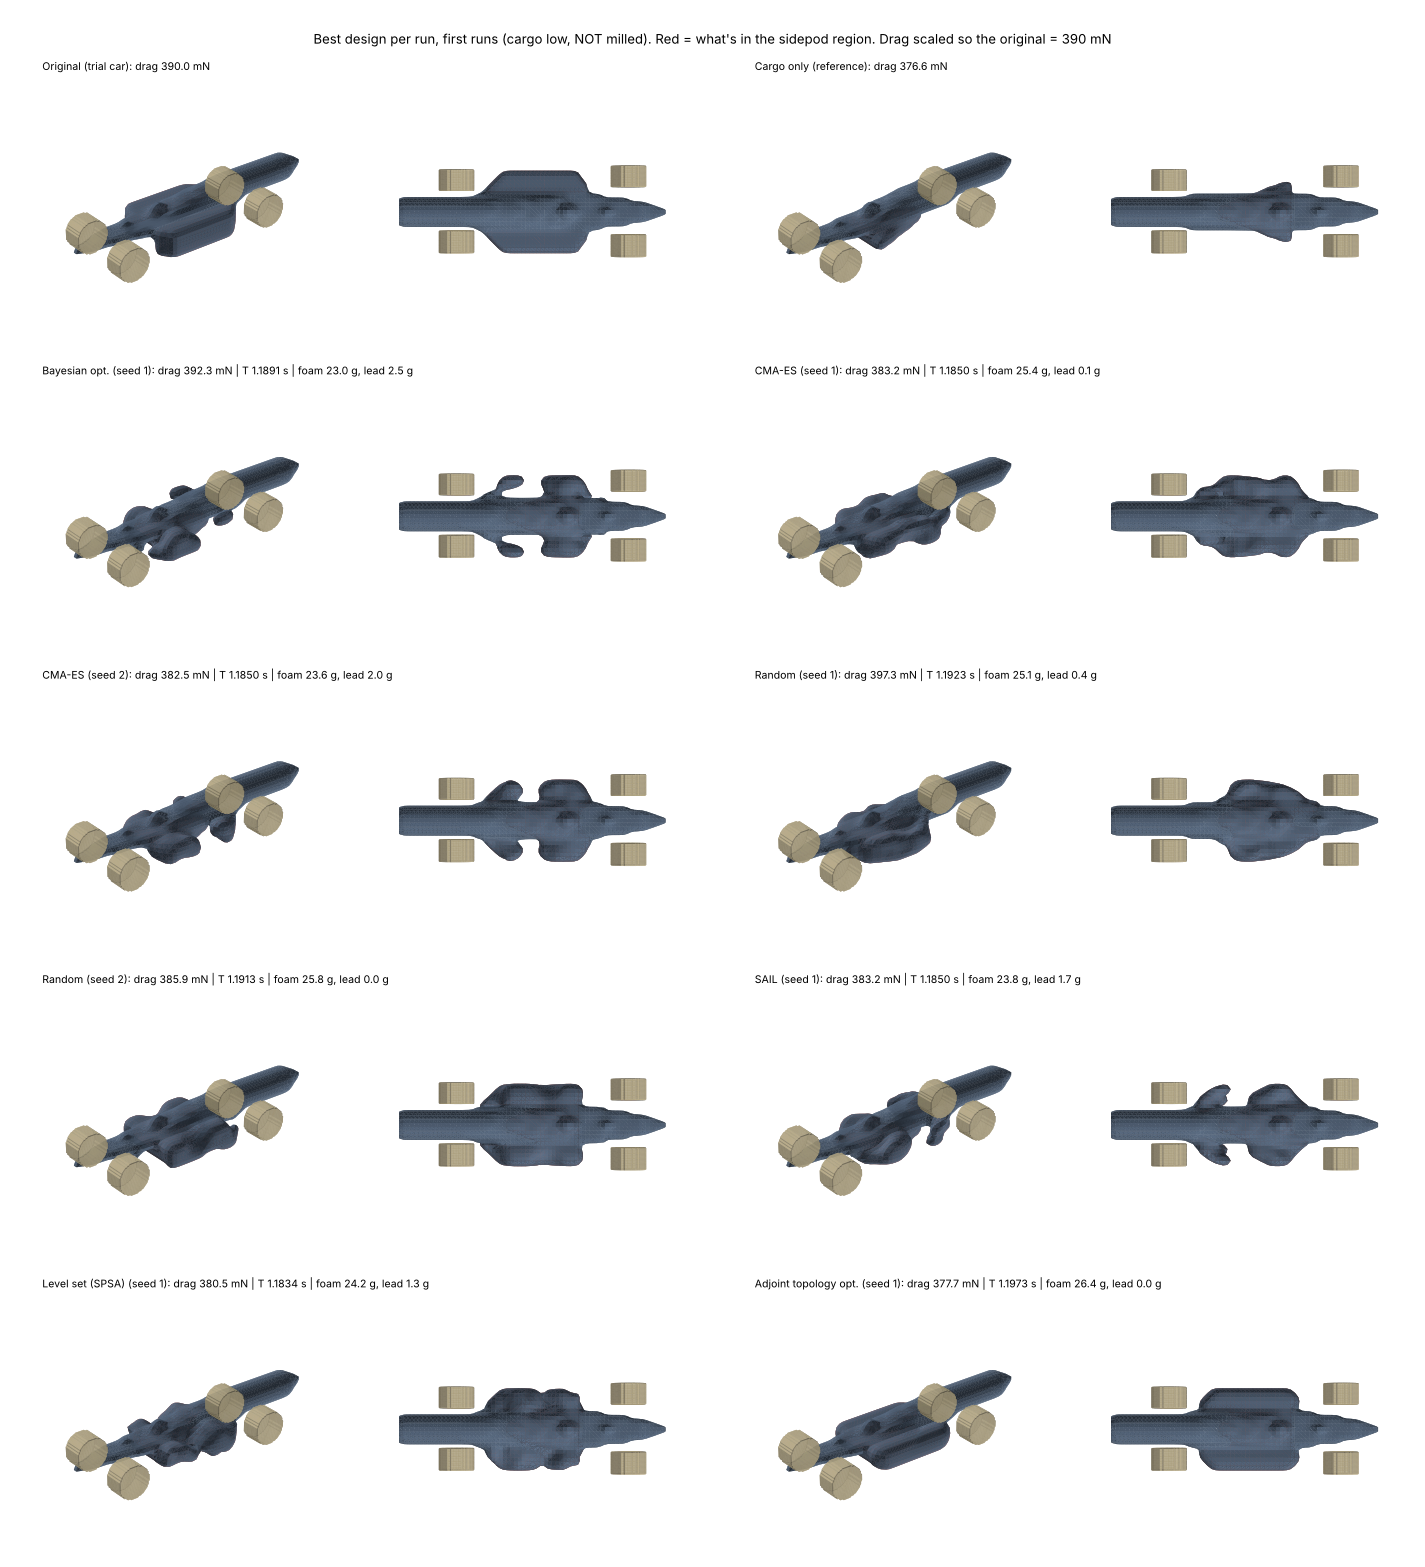 Best design per run, first runs (cargo low, NOT milled). Red = what's in the sidepod region. Drag scaled so the original = 390 mN
Original (trial car): drag 390.0 mN
Cargo only (reference): drag 376.6 mN
Bayesian opt. (seed 1): drag 392.3 mN | T 1.1891 s | foam 23.0 g, lead 2.5 g
CMA-ES (seed 1): drag 383.2 mN | T 1.1850 s | foam 25.4 g, lead 0.1 g
CMA-ES (seed 2): drag 382.5 mN | T 1.1850 s | foam 23.6 g, lead 2.0 g
Random (seed 1): drag 397.3 mN | T 1.1923 s | foam 25.1 g, lead 0.4 g
Random (seed 2): drag 385.9 mN | T 1.1913 s | foam 25.8 g, lead 0.0 g
SAIL (seed 1): drag 383.2 mN | T 1.1850 s | foam 23.8 g, lead 1.7 g
Level set (SPSA) (seed 1): drag 380.5 mN | T 1.1834 s | foam 24.2 g, lead 1.3 g
Adjoint topology opt. (seed 1): drag 377.7 mN | T 1.1973 s | foam 26.4 g, lead 0.0 g